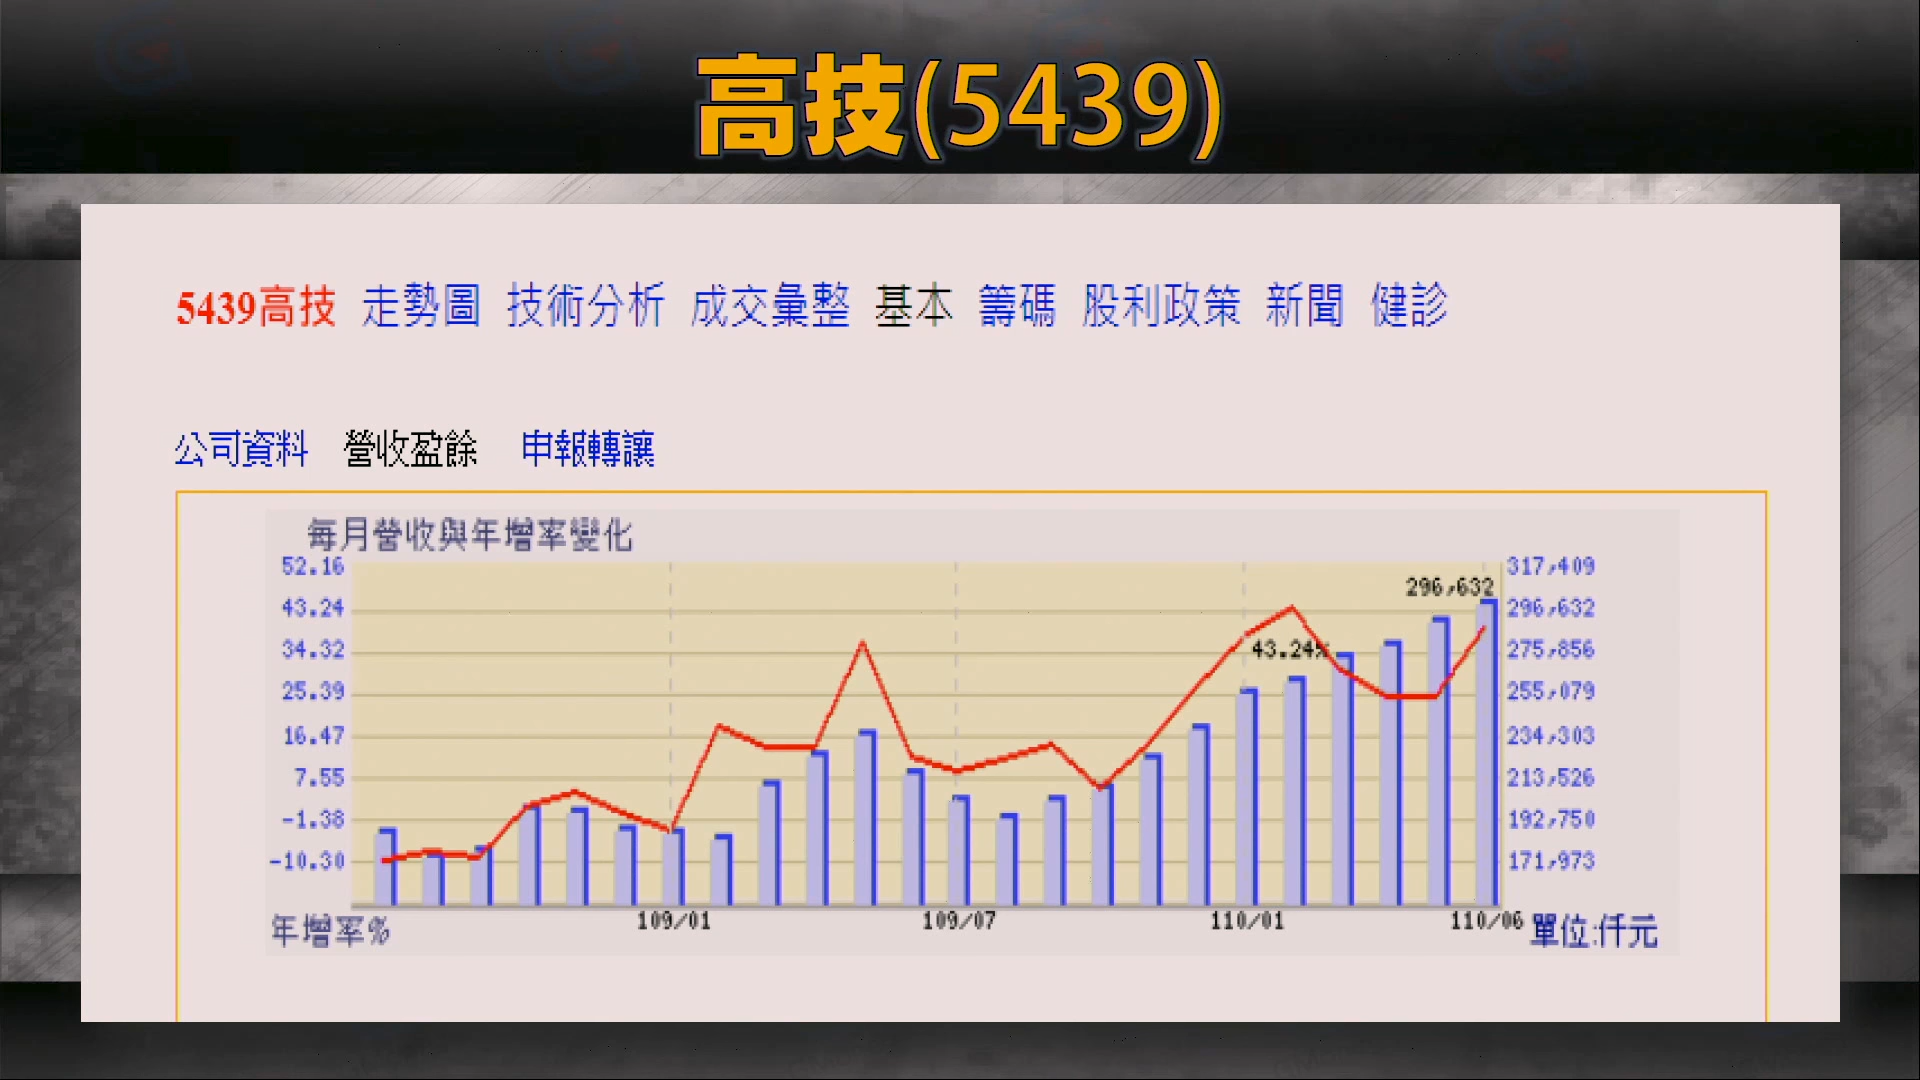 高技(5439)
5439高技 走勢圖 技術分析 成交彙整 基本 籌碼 股利政策 新聞 健診
公司資料 營收盈餘 申報轉讓
每月營收與年增率變化
52.16 317,409
296,632
43.24 296,632
34.32 43.24% 275,856
25.39 255,079
16.47 234,303
7.55 213,526
-1.38 192,750
-10.30 171,973
109/01 109/07 110/01 110/06
年增率% 單位:仟元